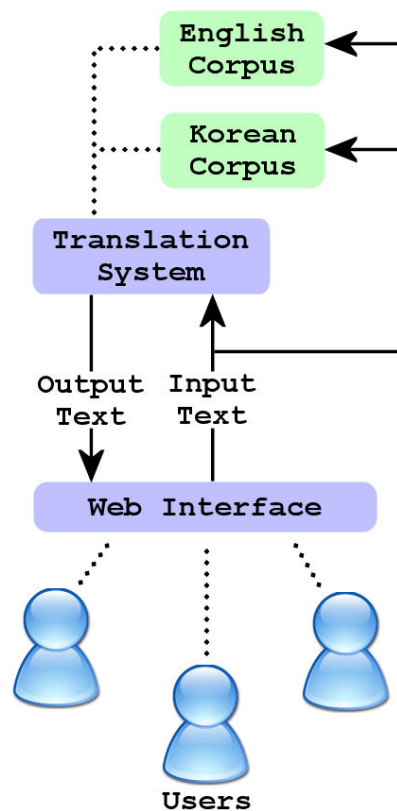 English
Corpus
Korean
Corpus
Translation
System
Output
Text
Input
Text
Web Interface
Users